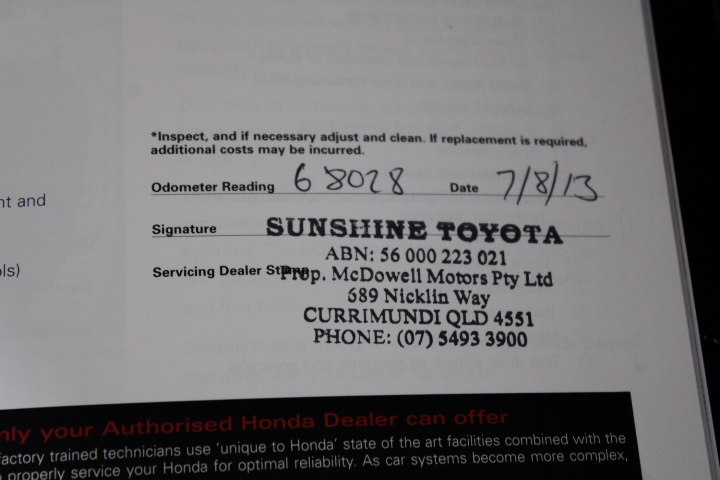 *Inspect, and if necessary adjust and clean. If replacement is required,
additional costs may be incurred.
Odometer Reading 68028 Date 7/8/13
nt and
Signature SUNSHINE TOYOTA
ABN: 56 000 223 021
ols)
Servicing Dealer Stamp Prop. McDowell Motors Pty Ltd
689 Nicklin Way
CURRIMUNDI QLD 4551
PHONE: (07) 5493 3900
nly your Authorised Honda Dealer can offer
factory trained technicians use 'unique to Honda' state of the art facilities combined with the
properly service your Honda for optimal reliability. As car systems become more complex,